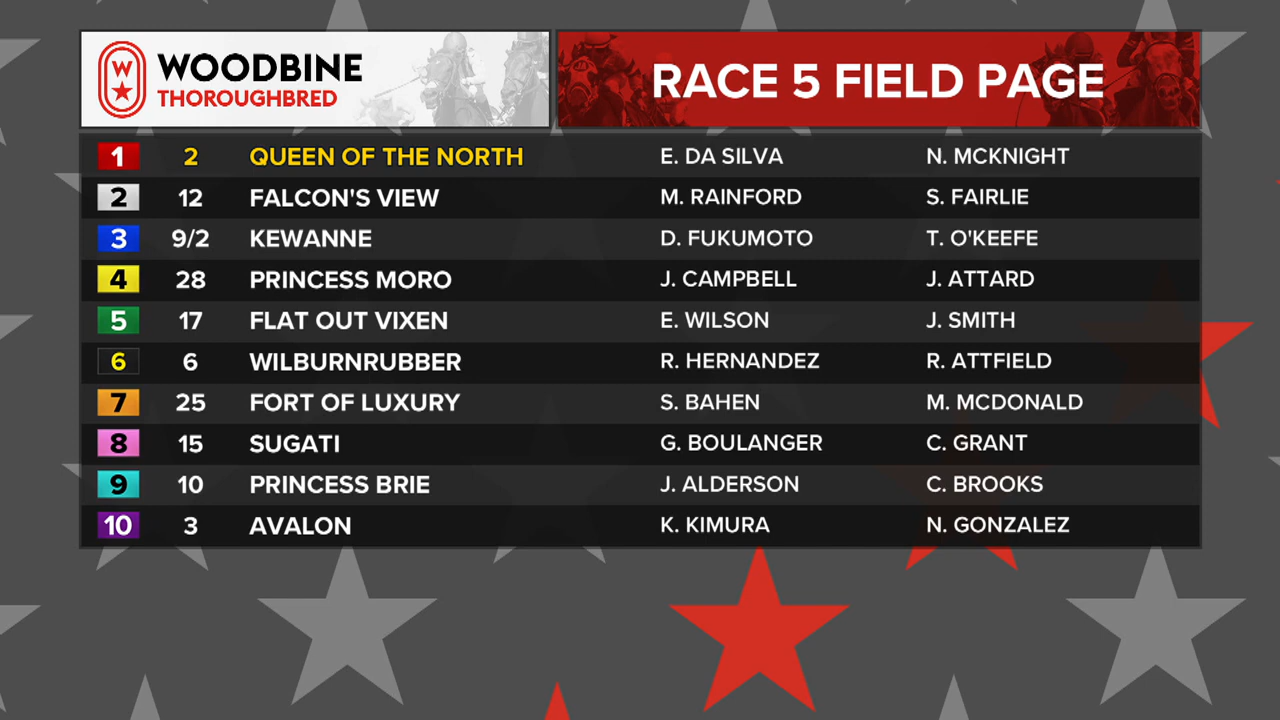 W
WOODBINE
THOROUGHBRED
RACE 5 FIELD PAGE
1 2 QUEEN OF THE NORTH E. DA SILVA N. MCKNIGHT
2 12 FALCON'S VIEW M. RAINFORD S. FAIRLIE
3 9/2 KEWANNE D. FUKUMOTO T. O'KEEFE
4 28 PRINCESS MORO J. CAMPBELL J. ATTARD
5 17 FLAT OUT VIXEN E. WILSON J. SMITH
6 6 WILBURNRUBBER R. HERNANDEZ R. ATTFIELD
7 25 FORT OF LUXURY S. BAHEN M. MCDONALD
8 15 SUGATI G. BOULANGER C. GRANT
9 10 PRINCESS BRIE J. ALDERSON C. BROOKS
10 3 AVALON K. KIMURA N. GONZALEZ